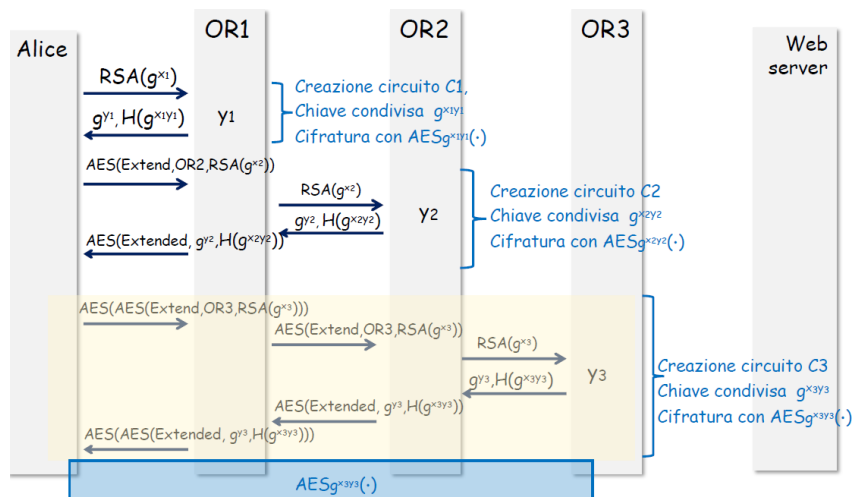 Alice
OR1
OR2
OR3
Web
server
RSA(gˣ¹)
gʸ¹,H(gˣ¹ʸ¹)
y1
Creazione circuito C1,
Chiave condivisa gˣ¹ʸ¹
Cifratura con AESgˣ¹ʸ¹(·)
AES(Extend,OR2,RSA(gˣ²))
RSA(gˣ²)
gʸ²,H(gˣ²ʸ²)
y2
AES(Extended, gʸ²,H(gˣ²ʸ²))
Creazione circuito C2
Chiave condivisa gˣ²ʸ²
Cifratura con AESgˣ²ʸ²(·)
AES(AES(Extend,OR3,RSA(gˣ³)))
AES(Extend,OR3,RSA(gˣ³))
RSA(gˣ³)
gʸ³,H(gˣ³ʸ³)
y3
AES(Extended, gʸ³,H(gˣ³ʸ³))
AES(AES(Extended, gʸ³,H(gˣ³ʸ³)))
Creazione circuito C3
Chiave condivisa gˣ³ʸ³
Cifratura con AESgˣ³ʸ³(·)
AESgˣ³ʸ³(·)